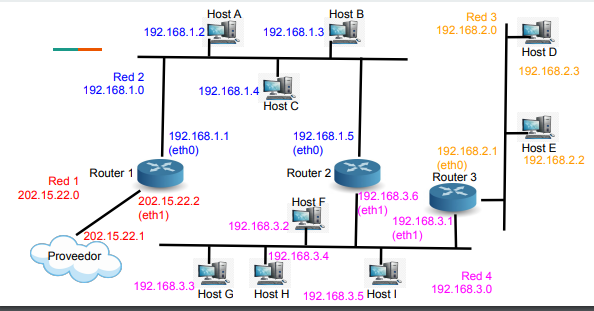 Host A
Host B
Red 3
192.168.2.0
192.168.1.2
192.168.1.3
Host D
192.168.2.3
Red 2
192.168.1.0
192.168.1.4
Host C
192.168.1.1
(eth0)
192.168.1.5
(eth0)
Host E
192.168.2.2
192.168.2.1
(eth0)
Router 1
Router 2
Router 3
Red 1
202.15.22.0
202.15.22.2
(eth1)
Host F
192.168.3.6
(eth1)
192.168.3.1
(eth1)
192.168.3.2
202.15.22.1
Proveedor
192.168.3.4
192.168.3.3
Host G
Host H
192.168.3.5
Host I
Red 4
192.168.3.0